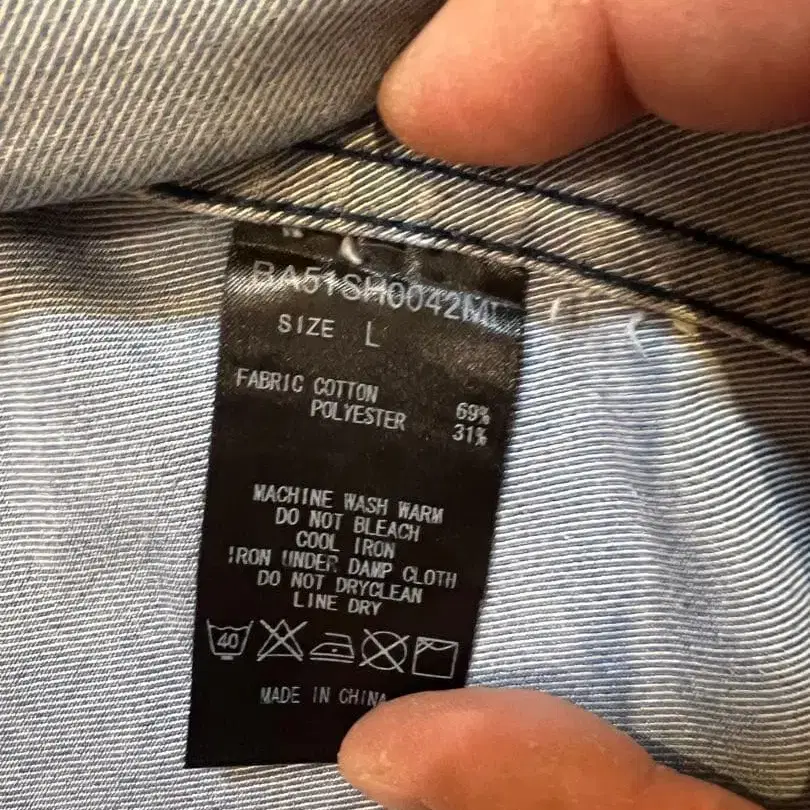 BA51SH0042M
SIZE L
FABRIC COTTON 69%
POLYESTER 31%
MACHINE WASH WARM
DO NOT BLEACH
COOL IRON
IRON UNDER DAMP CLOTH
DO NOT DRYCLEAN
LINE DRY
40
MADE IN CHINA